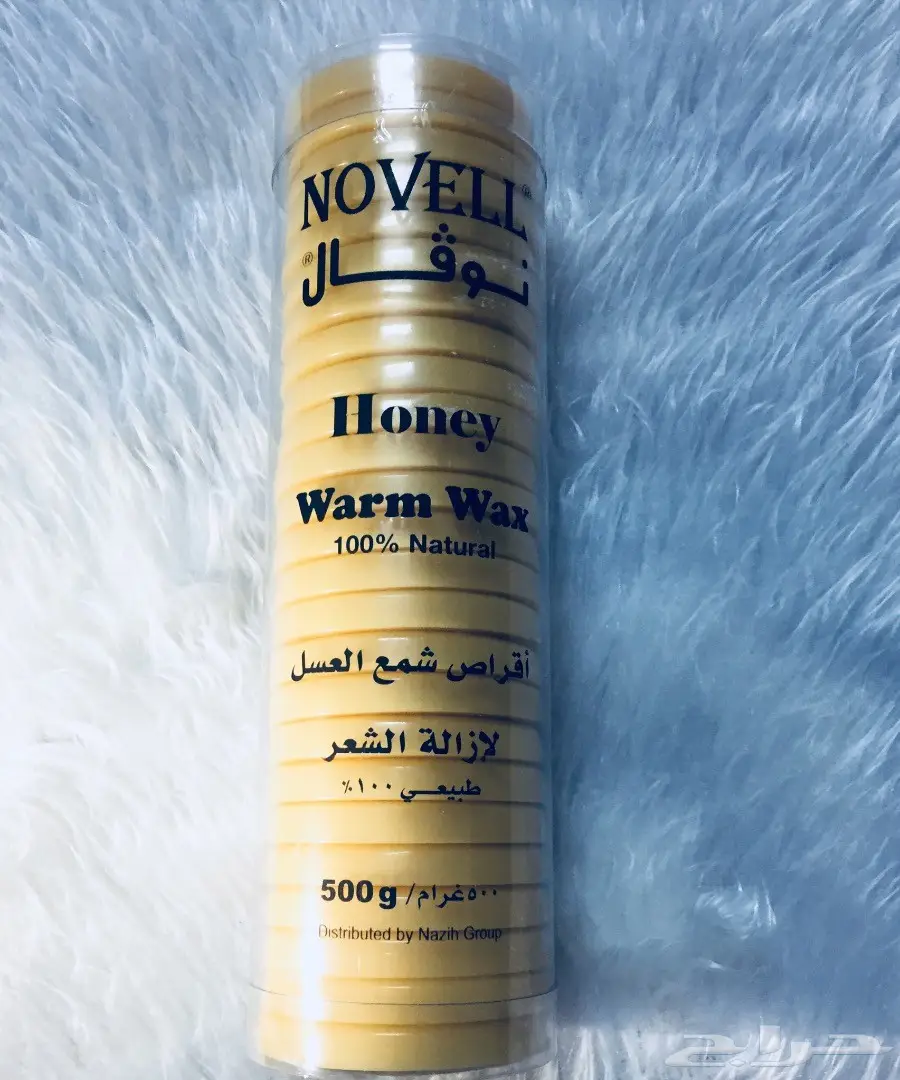 NOVELL®
نوڤال®
Honey
Warm Wax
100% Natural
أقراص شمع العسل
لازالة الشعر
طبيعي ١٠٠٪
500g / ٥٠٠غرام
Distributed by Nazih Group
حراج